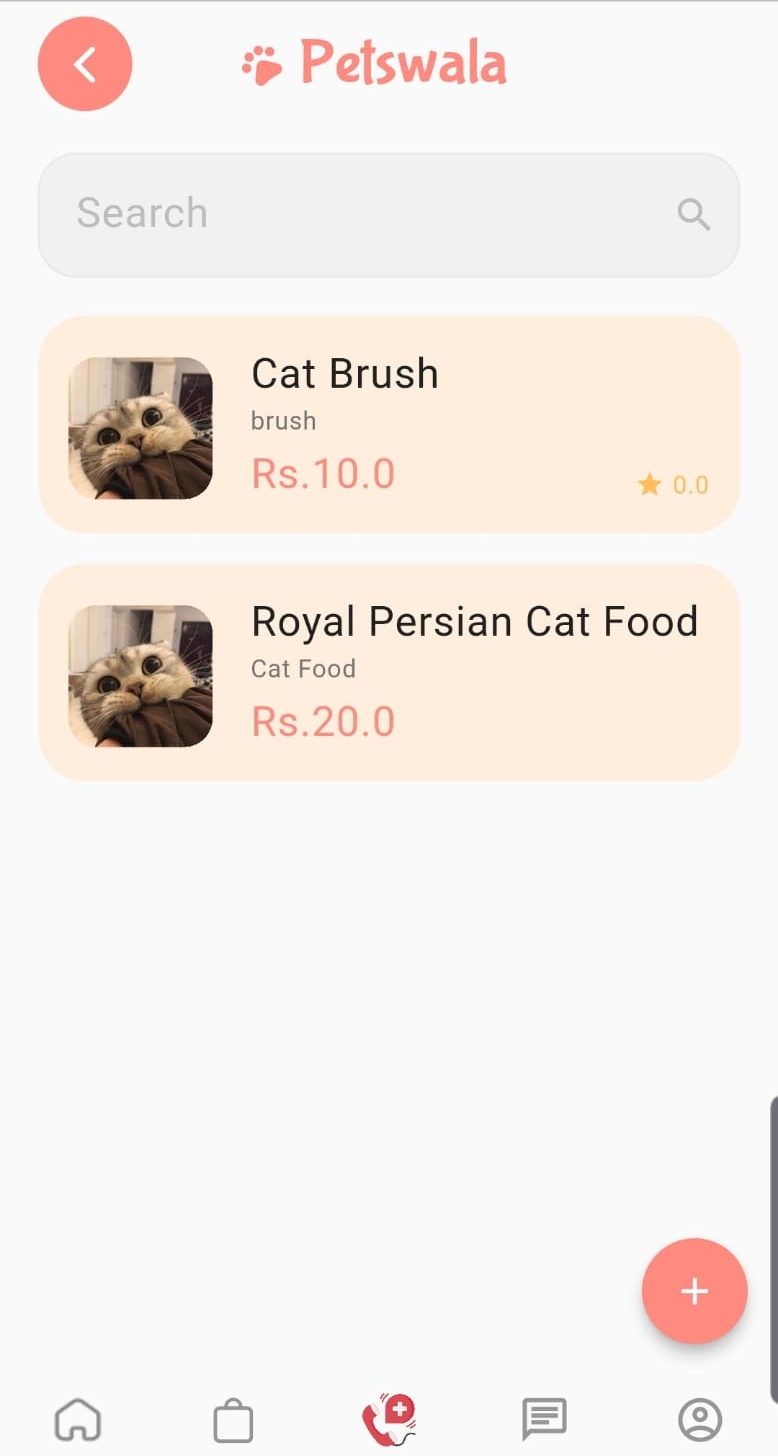 Petswala
Search
Cat Brush
brush
Rs.10.0
0.0
Royal Persian Cat Food
Cat Food
Rs.20.0